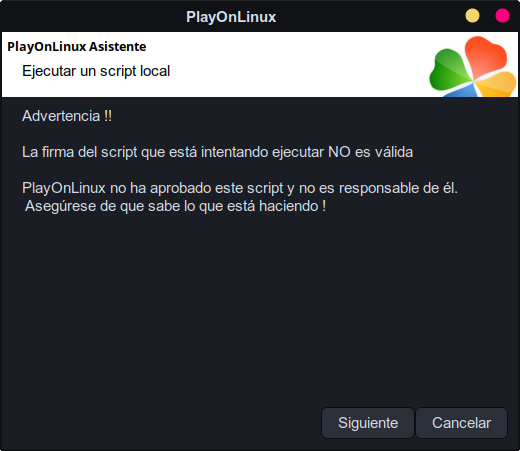 PlayOnLinux
PlayOnLinux Asistente
Ejecutar un script local
Advertencia !!
La firma del script que está intentando ejecutar NO es válida
PlayOnLinux no ha aprobado este script y no es responsable de él.
Asegúrese de que sabe lo que está haciendo !
Siguiente
Cancelar